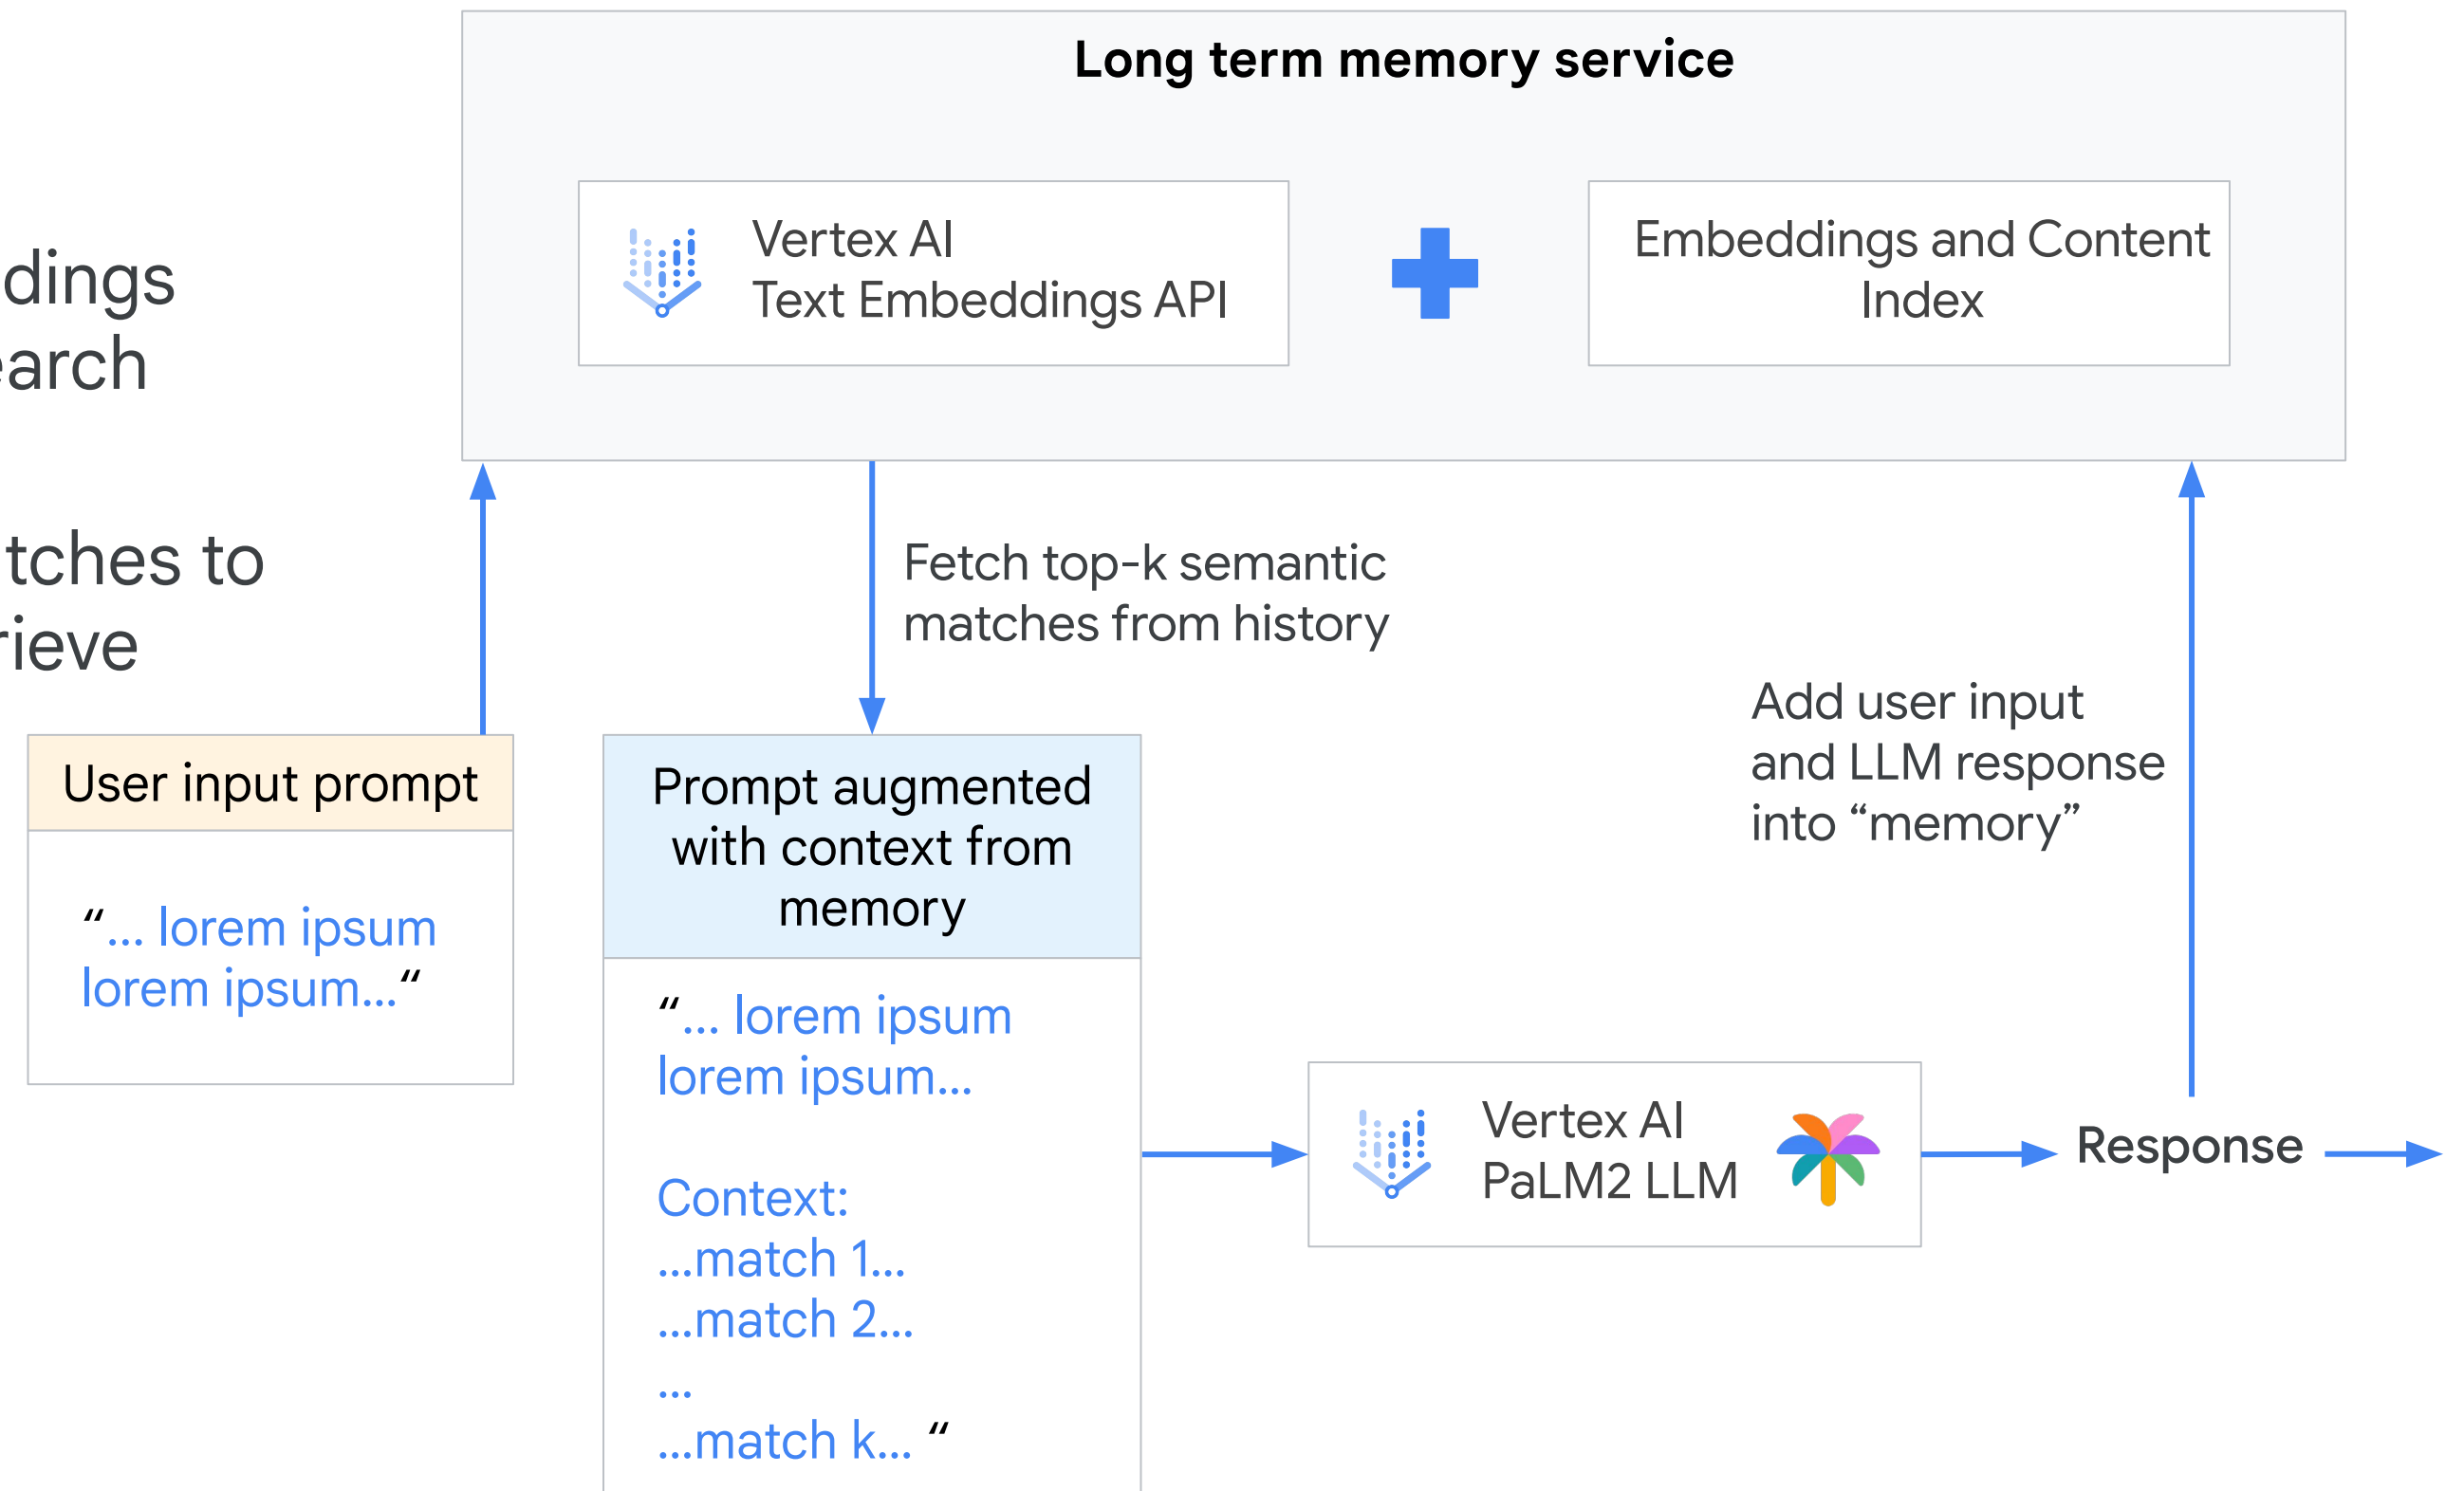 Long term memory service
Vertex AI
Text Embeddings API
Embeddings and Content
Index
tches to
Fetch top-k semantic
matches from history
Add user input
and LLM response
into “memory”
User input prompt
“... lorem ipsum
lorem ipsum...“
Prompt augmented
with context from
memory
“... lorem ipsum
lorem ipsum...
Context:
...match 1...
...match 2...
...
...match k... “
Vertex AI
PaLM2 LLM
Response